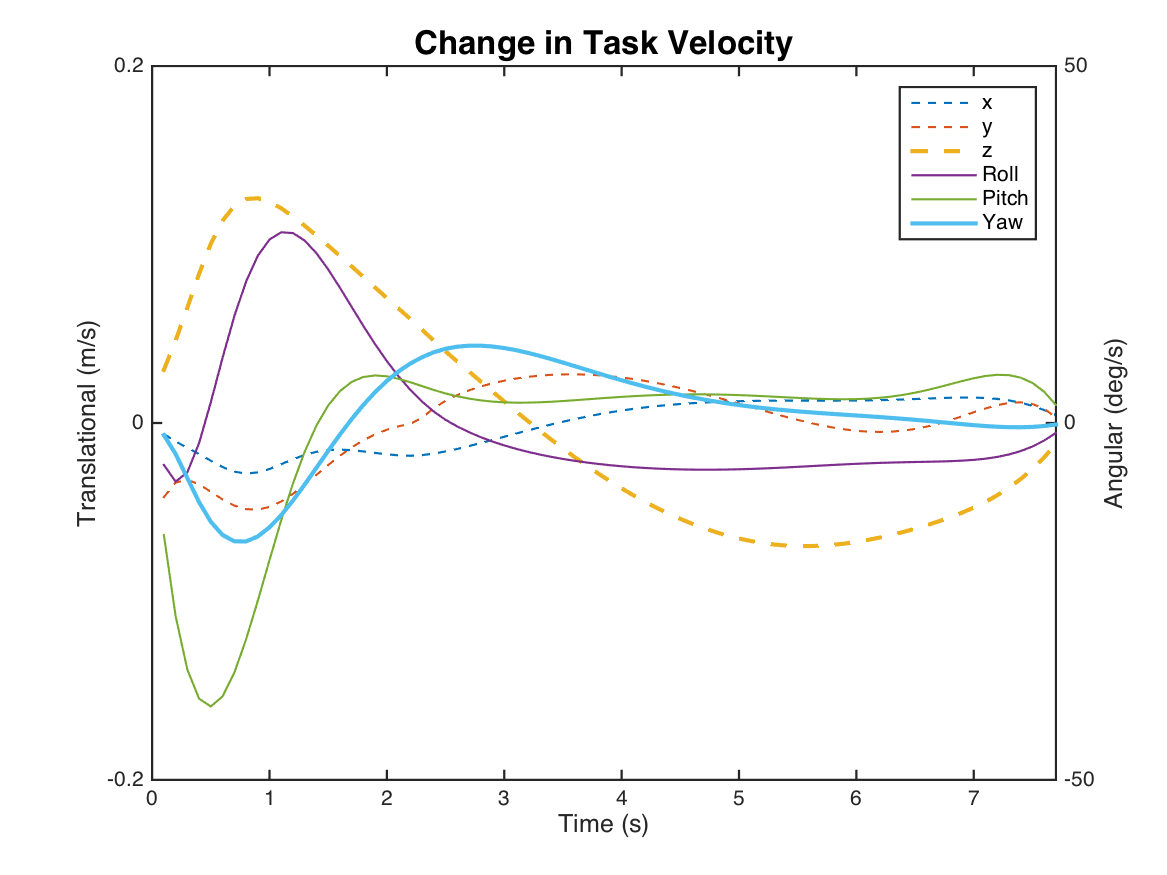 Change in Task Velocity
0.2
50
x
y
z
Roll
Pitch
Yaw
Translational (m/s)
0
0
Angular (deg/s)
-0.2
-50
0 1 2 3 4 5 6 7
Time (s)